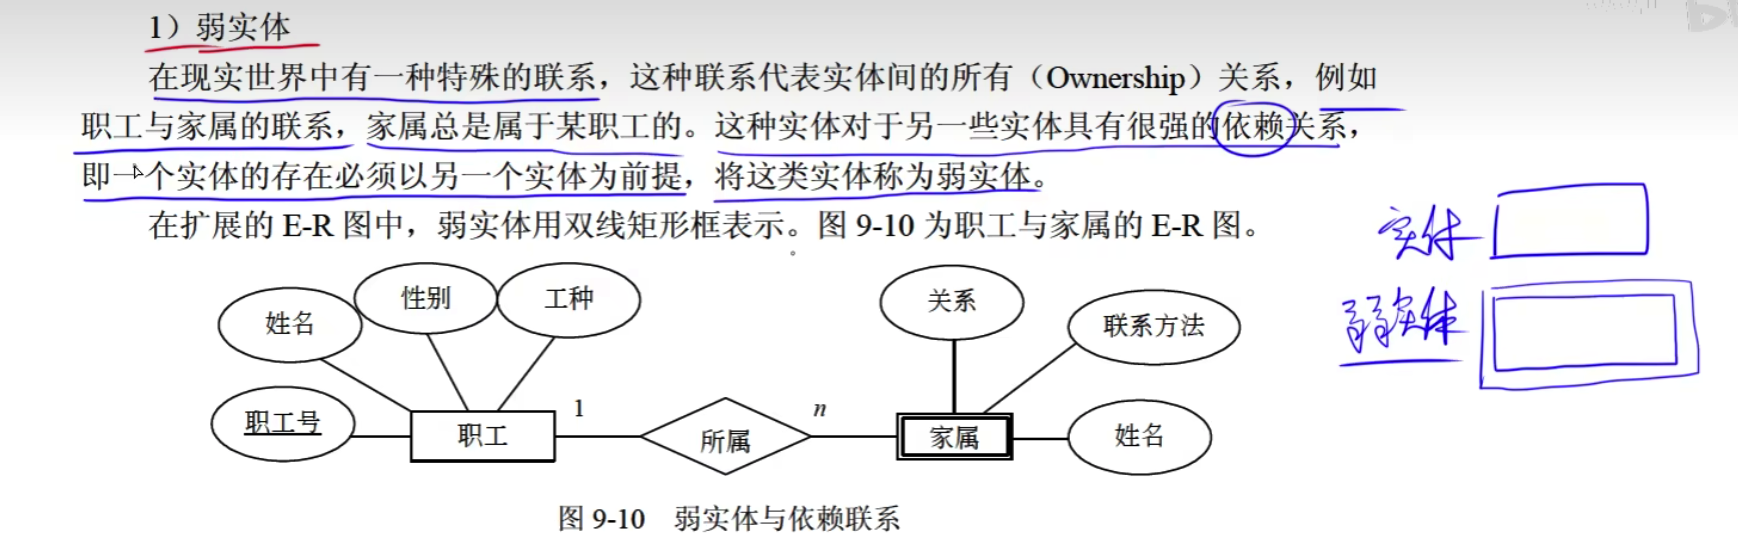 1）弱实体
在现实世界中有一种特殊的联系，这种联系代表实体间的所有（Ownership）关系，例如
职工与家属的联系，家属总是属于某职工的。这种实体对于另一些实体具有很强的依赖关系，
即一个实体的存在必须以另一个实体为前提，将这类实体称为弱实体。
在扩展的 E-R 图中，弱实体用双线矩形框表示。图 9-10 为职工与家属的 E-R 图。
实体
弱实体
姓名
性别
工种
职工号
职工
1
所属
n
家属
关系
联系方法
姓名
图 9-10 弱实体与依赖联系